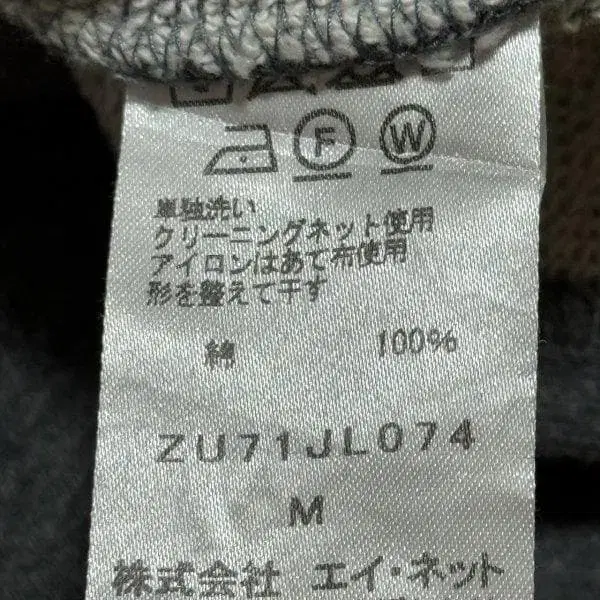 F W
単独洗い
クリーニングネット使用
アイロンはあて布使用
形を整えて干す
綿 100%
ZU71JL074
M
株式会社 エイ・ネット